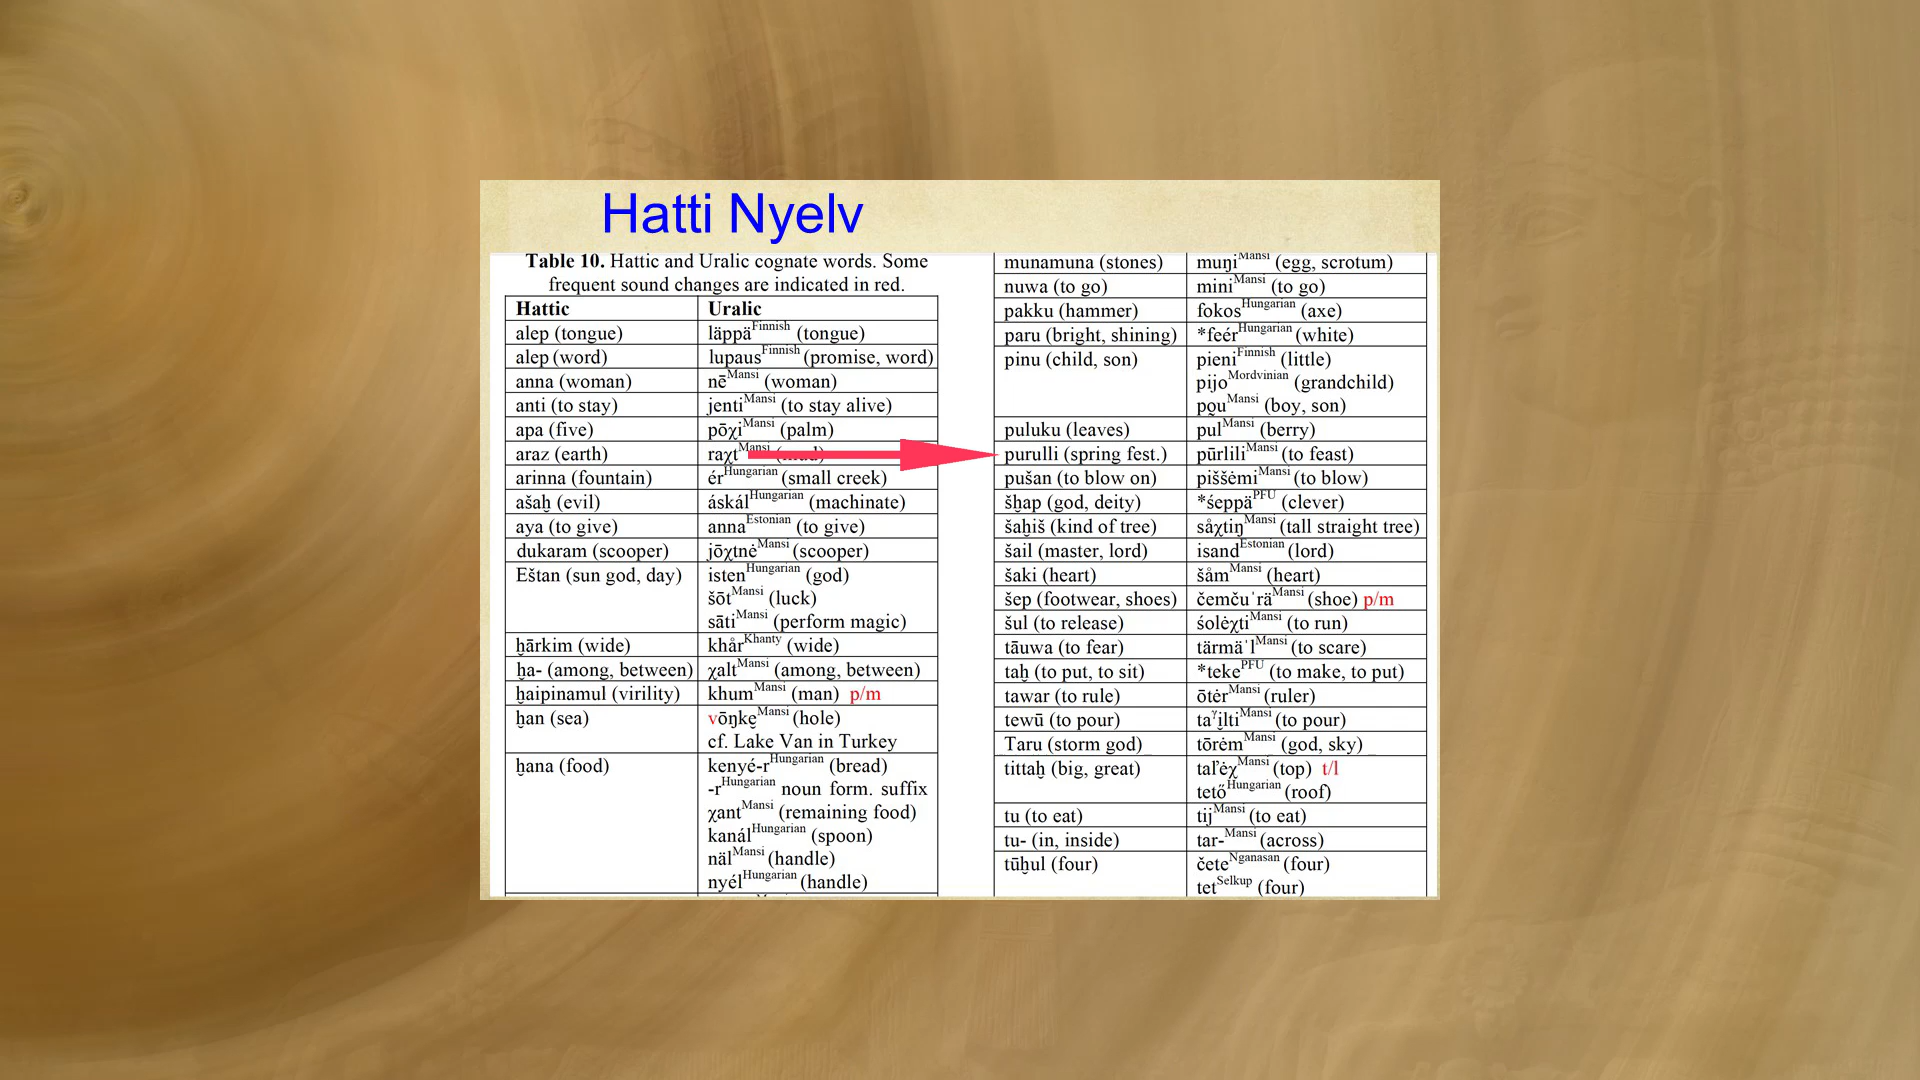 Hatti Nyelv
Table 10. Hattic and Uralic cognate words. Some
frequent sound changes are indicated in red.
Hattic Uralic
alep (tongue) läppäFinnish (tongue)
alep (word) lupausFinnish (promise, word)
anna (woman) nēMansi (woman)
anti (to stay) jentiMansi (to stay alive)
apa (five) pōχiMansi (palm)
araz (earth) raχtMansi (mud)
arinna (fountain) érHungarian (small creek)
ašaḫ (evil) áskálHungarian (machinate)
aya (to give) annaEstonian (to give)
dukaram (scooper) jōχtnėMansi (scooper)
Eštan (sun god, day) istenHungarian (god)
šōtMansi (luck)
sātiMansi (perform magic)
ḫārkim (wide) khårKhanty (wide)
ḫa- (among, between) χaltMansi (among, between)
ḫaipinamul (virility) khumMansi (man) p/m
ḫan (sea) vōŋkęMansi (hole)
cf. Lake Van in Turkey
ḫana (food) kenyé-rHungarian (bread)
-rHungarian noun form. suffix
χantMansi (remaining food)
kanálHungarian (spoon)
nälMansi (handle)
nyélHungarian (handle)
munamuna (stones) muŋiMansi (egg, scrotum)
nuwa (to go) miniMansi (to go)
pakku (hammer) fokosHungarian (axe)
paru (bright, shining) *feérHungarian (white)
pinu (child, son) pieniFinnish (little)
pijoMordvinian (grandchild)
pou̯Mansi (boy, son)
puluku (leaves) pulMansi (berry)
purulli (spring fest.) pūrliliMansi (to feast)
pušan (to blow on) piššėmiMansi (to blow)
šḫap (god, deity) *śeppäPFU (clever)
šaḫiš (kind of tree) såχtiŋMansi (tall straight tree)
šail (master, lord) isandEstonian (lord)
šaki (heart) šåmMansi (heart)
šep (footwear, shoes) čemčuˈräMansi (shoe) p/m
šul (to release) śolėχtiMansi (to run)
tāuwa (to fear) tärmäˈlMansi (to scare)
taḫ (to put, to sit) *tekePFU (to make, to put)
tawar (to rule) ōtėrMansi (ruler)
tewū (to pour) taˠiltiMansi (to pour)
Taru (storm god) tōrėmMansi (god, sky)
tittaḫ (big, great) taľėχMansi (top) t/l
tetőHungarian (roof)
tu (to eat) tijMansi (to eat)
tu- (in, inside) tar-Mansi (across)
tūḫul (four) četeNganasan (four)
tetSelkup (four)